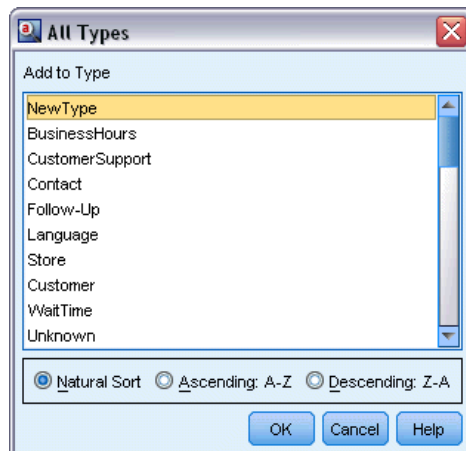 All Types
Add to Type
NewType
BusinessHours
CustomerSupport
Contact
Follow-Up
Language
Store
Customer
WaitTime
Unknown
Natural Sort Ascending: A-Z Descending: Z-A
OK Cancel Help